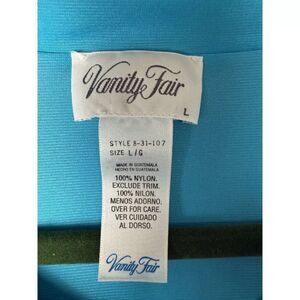 Vanity Fair
L
STYLE 8-31-107
SIZE L/G
MADE IN GUATEMALA
HECHO EN GUATEMALA
100% NYLON.
EXCLUDE TRIM.
100% NILON.
MENOS ADORNO.
OVER FOR CARE.
VER CUIDADO
AL DORSO.
Vanity Fair